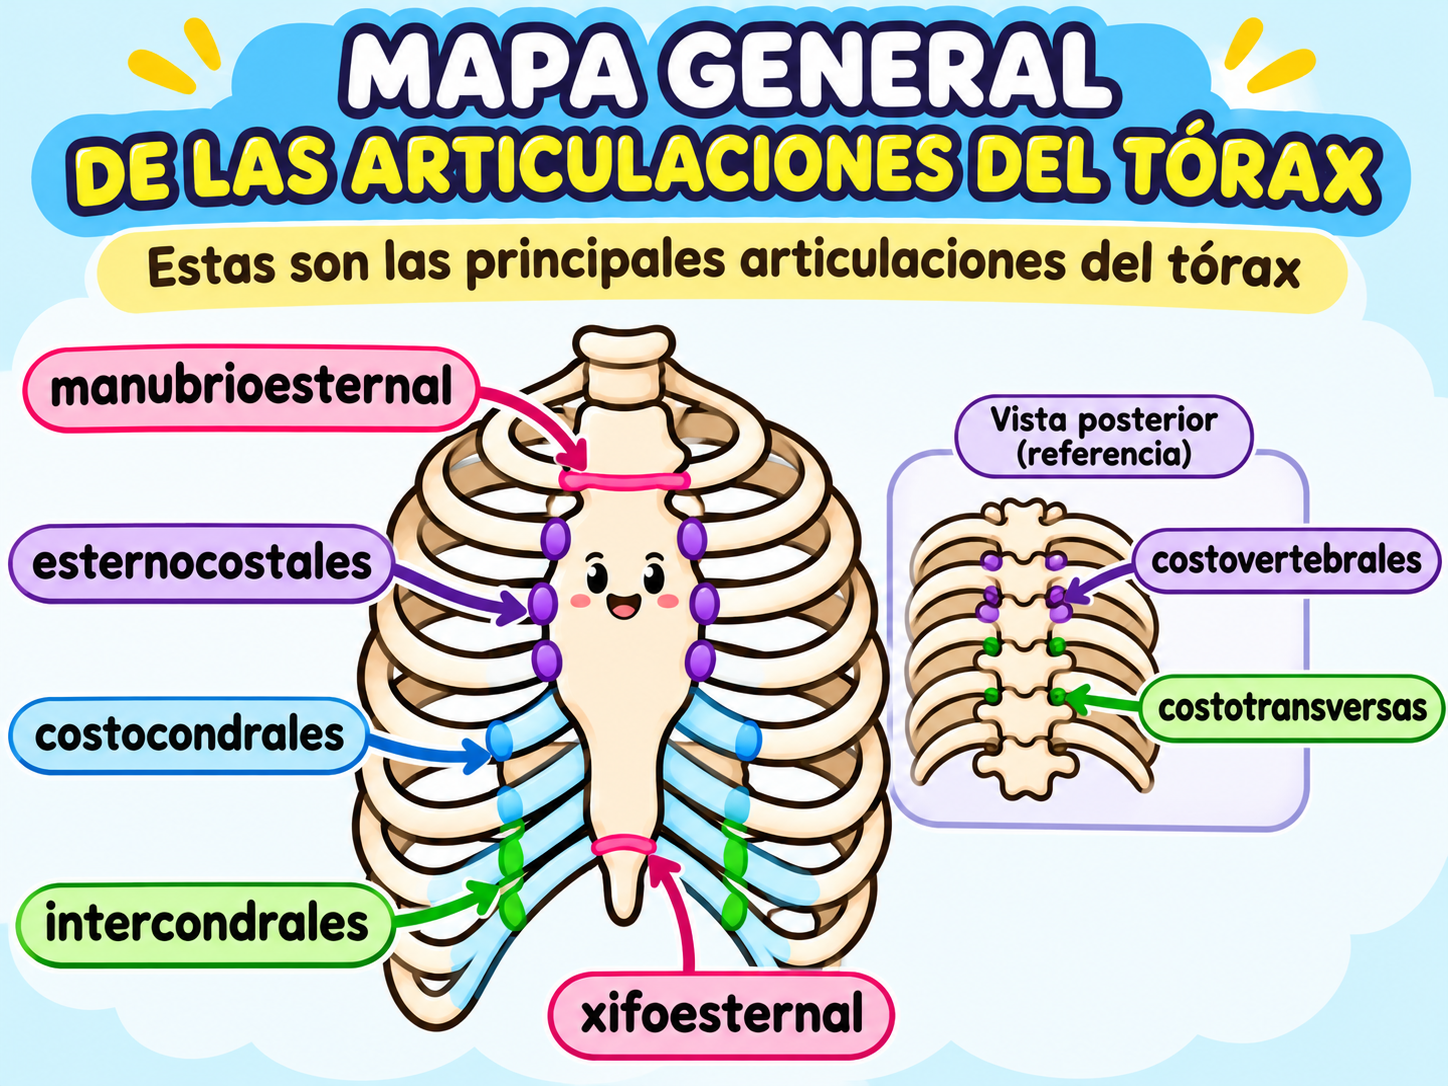 MAPA GENERAL
DE LAS ARTICULACIONES DEL TÓRAX
Estas son las principales articulaciones del tórax
manubrioesternal
esternocostales
costocondrales
intercondrales
xifoesternal
Vista posterior
(referencia)
costovertebrales
costotransversas